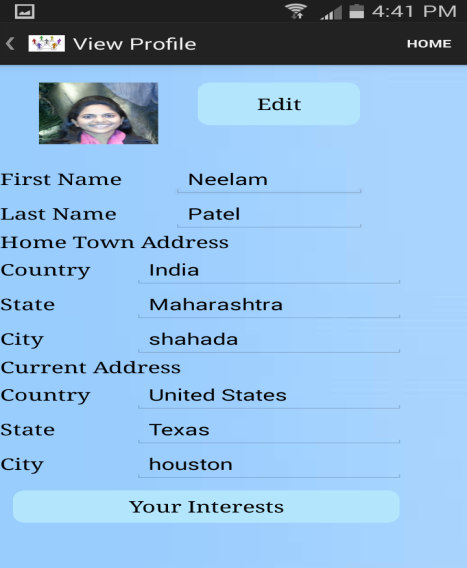 4:41 PM
View Profile HOME
Edit
First Name Neelam
Last Name Patel
Home Town Address
Country India
State Maharashtra
City shahada
Current Address
Country United States
State Texas
City houston
Your Interests